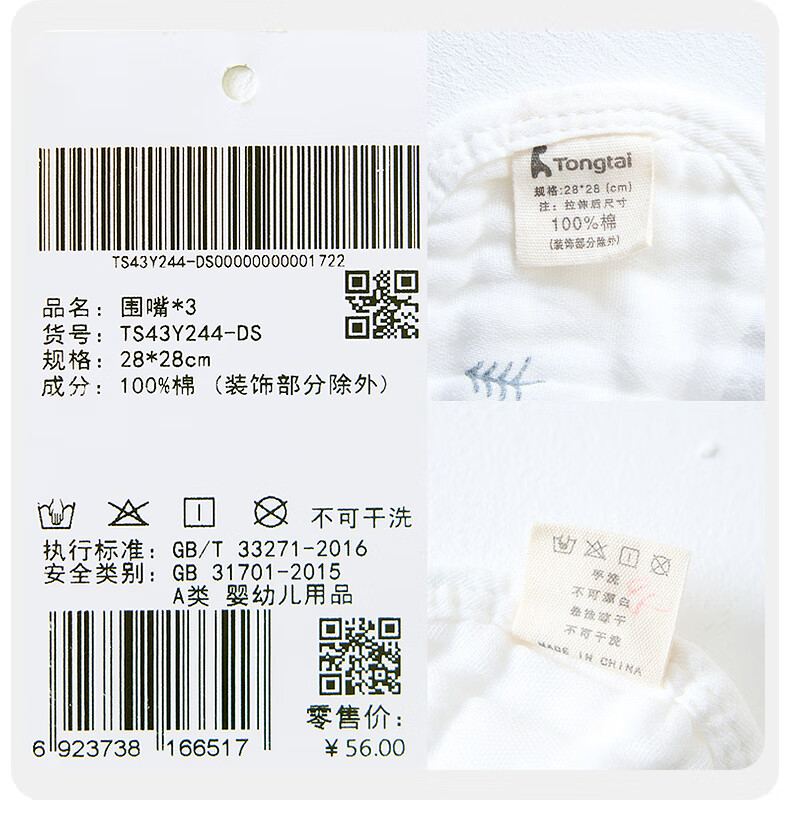 TS43Y244-DS00000000001722
品名：围嘴*3
货号：TS43Y244-DS
规格：28*28cm
成分：100%棉（装饰部分除外）
不可干洗
执行标准：GB/T 33271-2016
安全类别：GB 31701-2015
A类 婴幼儿用品
6 923738 166517
零售价：
￥56.00
Tongtai
规格:28*28 (cm)
注：拉伸后尺寸
100%棉
(装饰部分除外)
手洗
不可漂白
悬挂晾干
不可干洗
MADE IN CHINA